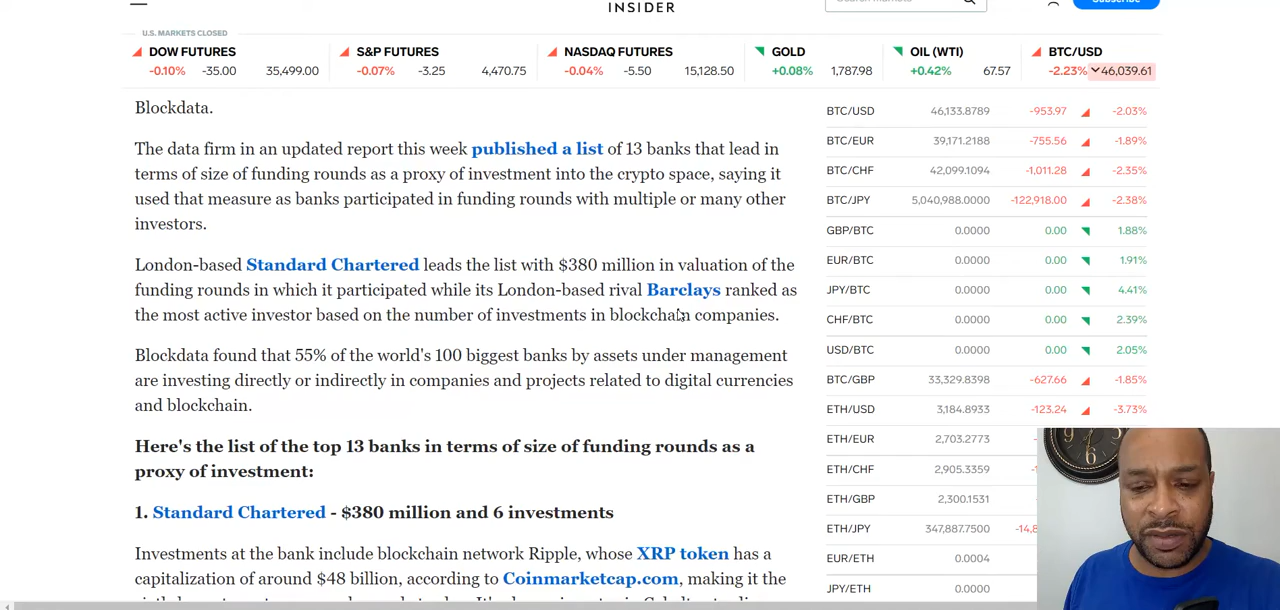 INSIDER
Search markets
Subscribe
U.S. MARKETS CLOSED
DOW FUTURES
-0.10% -35.00 35,499.00
S&P FUTURES
-0.07% -3.25 4,470.75
NASDAQ FUTURES
-0.04% -5.50 15,128.50
GOLD
+0.08% 1,787.98
OIL (WTI)
+0.42% 67.57
BTC/USD
-2.23% 46,039.61
Blockdata.
The data firm in an updated report this week published a list of 13 banks that lead in
terms of size of funding rounds as a proxy of investment into the crypto space, saying it
used that measure as banks participated in funding rounds with multiple or many other
investors.
London-based Standard Chartered leads the list with $380 million in valuation of the
funding rounds in which it participated while its London-based rival Barclays ranked as
the most active investor based on the number of investments in blockchain companies.
Blockdata found that 55% of the world's 100 biggest banks by assets under management
are investing directly or indirectly in companies and projects related to digital currencies
and blockchain.
Here's the list of the top 13 banks in terms of size of funding rounds as a
proxy of investment:
1. Standard Chartered - $380 million and 6 investments
Investments at the bank include blockchain network Ripple, whose XRP token has a
capitalization of around $48 billion, according to Coinmarketcap.com, making it the
BTC/USD 46,133.8789 -953.97 -2.03%
BTC/EUR 39,171.2188 -755.56 -1.89%
BTC/CHF 42,099.1094 -1,011.28 -2.35%
BTC/JPY 5,040,988.0000 -122,918.00 -2.38%
GBP/BTC 0.0000 0.00 1.88%
EUR/BTC 0.0000 0.00 1.91%
JPY/BTC 0.0000 0.00 4.41%
CHF/BTC 0.0000 0.00 2.39%
USD/BTC 0.0000 0.00 2.05%
BTC/GBP 33,329.8398 -627.66 -1.85%
ETH/USD 3,184.8933 -123.24 -3.73%
ETH/EUR 2,703.2773
ETH/CHF 2,905.3359
ETH/GBP 2,300.1531
ETH/JPY 347,887.7500 -14,8
EUR/ETH 0.0004
JPY/ETH 0.0000